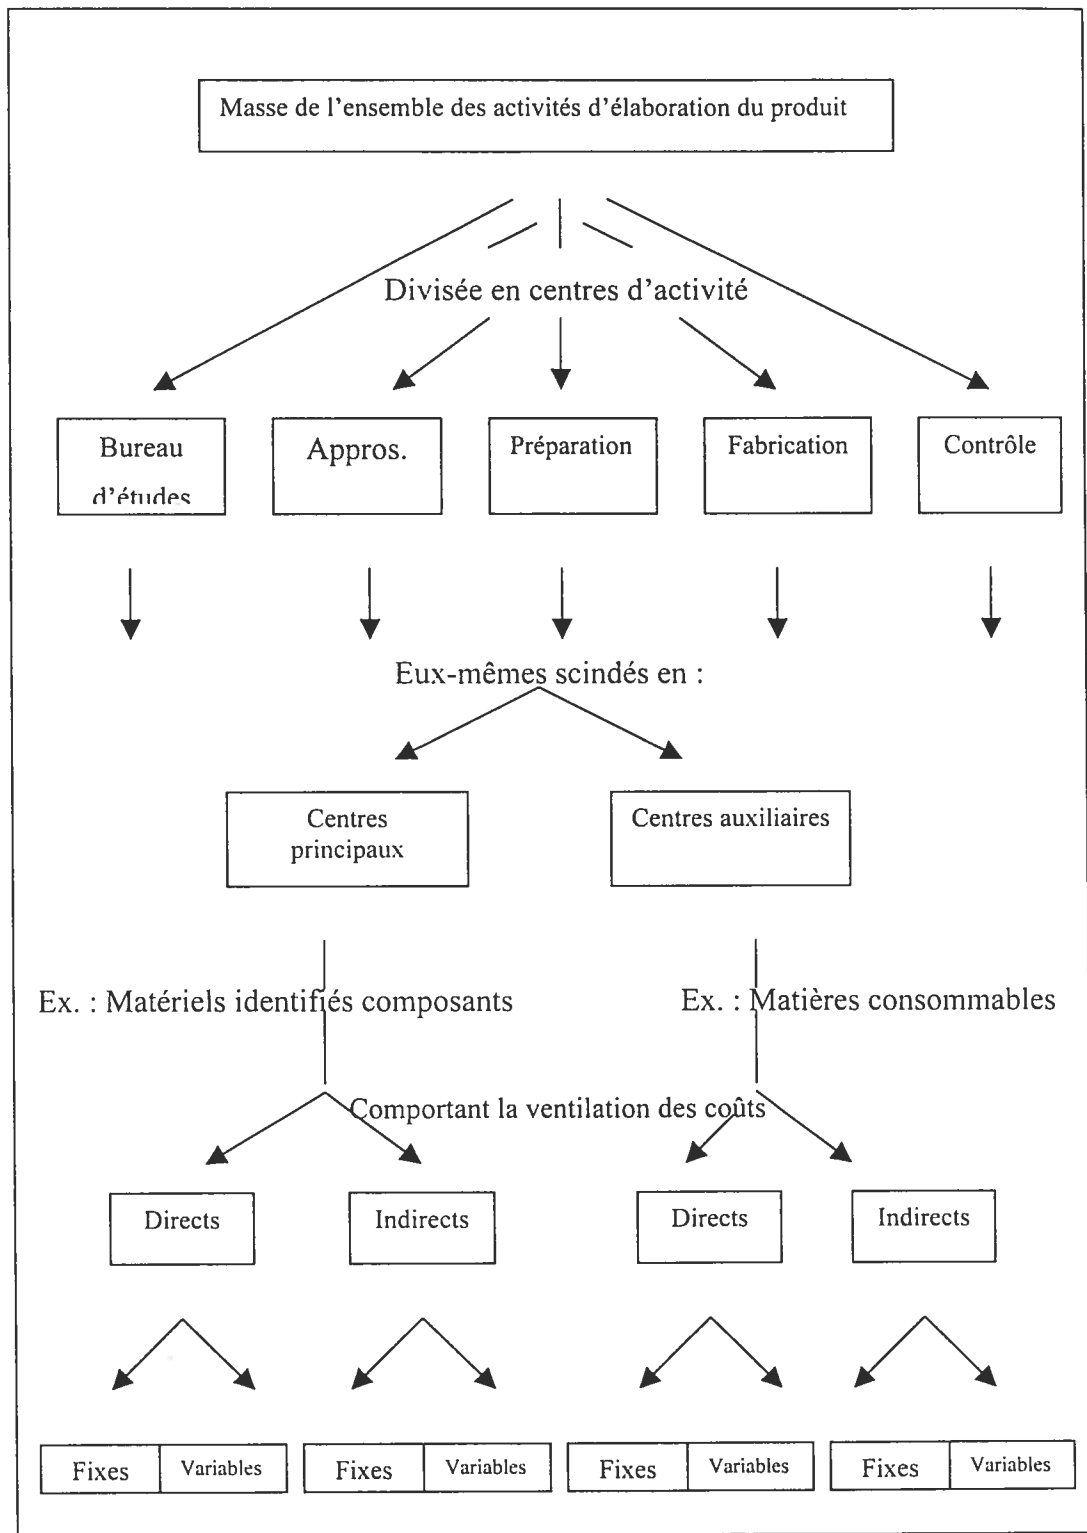 Masse de l'ensemble des activités d'élaboration du produit
Divisée en centres d'activité
Bureau
d'études
Appros.
Préparation
Fabrication
Contrôle
Eux-mêmes scindés en :
Centres
principaux
Centres auxiliaires
Ex. : Matériels identifiés composants
Ex. : Matières consommables
Comportant la ventilation des coûts
Directs
Indirects
Directs
Indirects
Fixes
Variables
Fixes
Variables
Fixes
Variables
Fixes
Variables